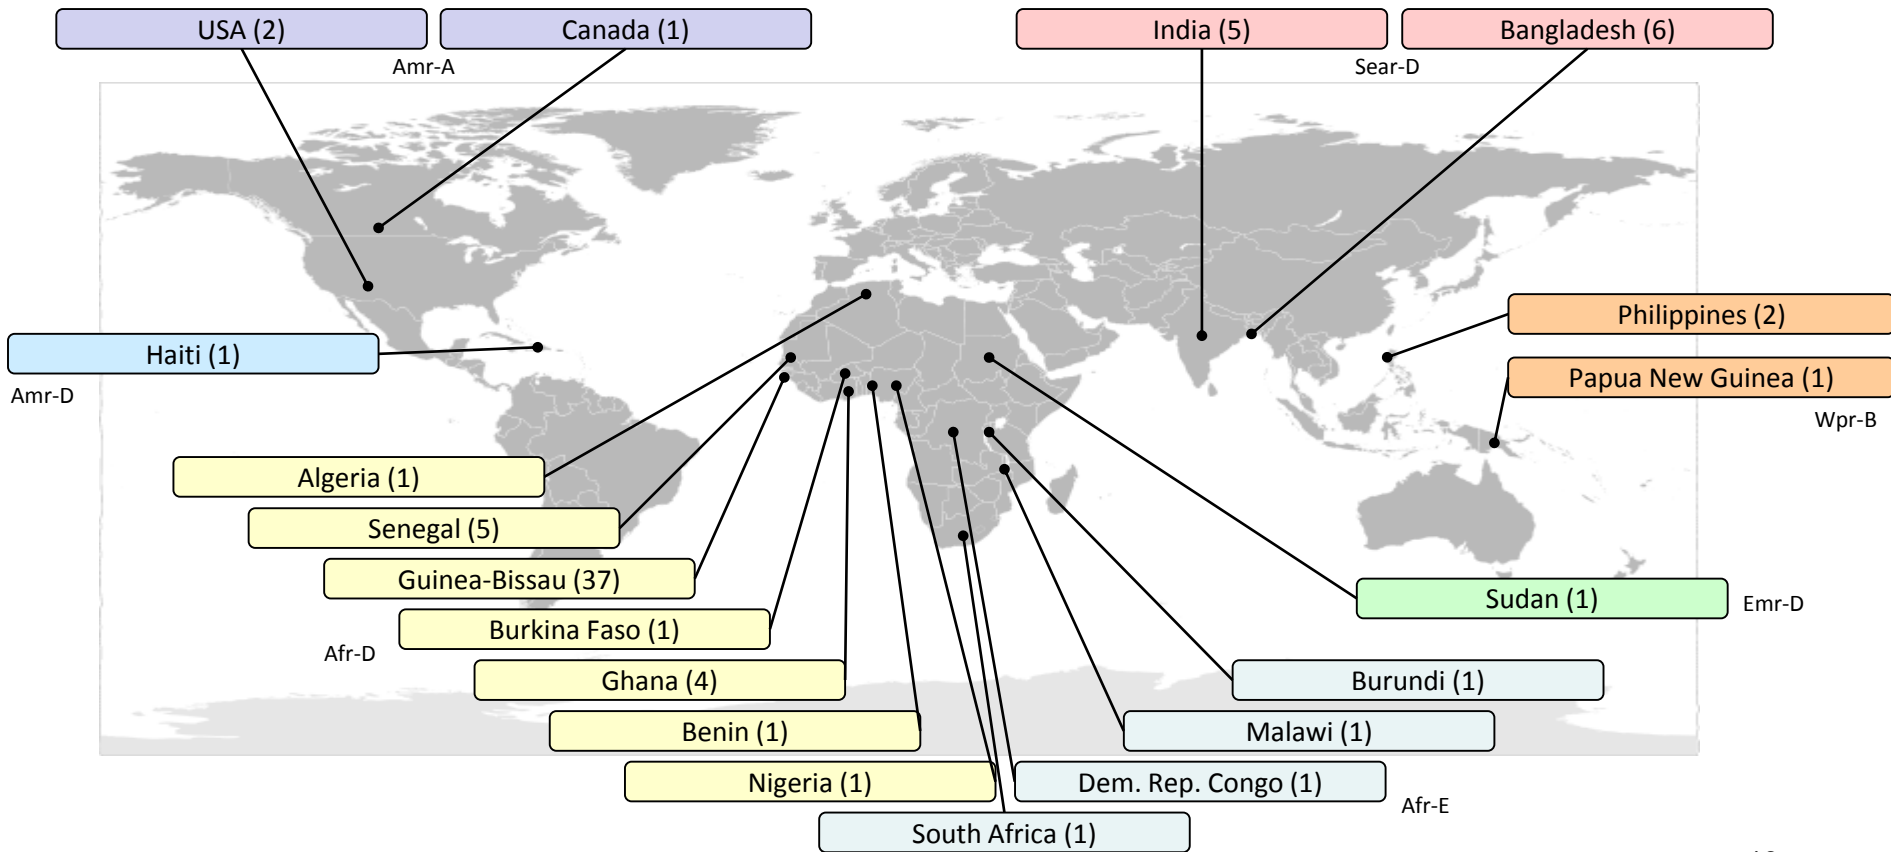 USA (2)
Canada (1)
India (5)
Bangladesh (6)
Amr-A
Sear-D
Philippines (2)
Haiti (1)
Papua New Guinea (1)
Amr-D
Wpr-B
Algeria (1)
Senegal (5)
Guinea-Bissau (37)
Sudan (1)
Emr-D
Burkina Faso (1)
Afr-D
Ghana (4)
Burundi (1)
Benin (1)
Malawi (1)
Nigeria (1)
Dem. Rep. Congo (1)
Afr-E
South Africa (1)